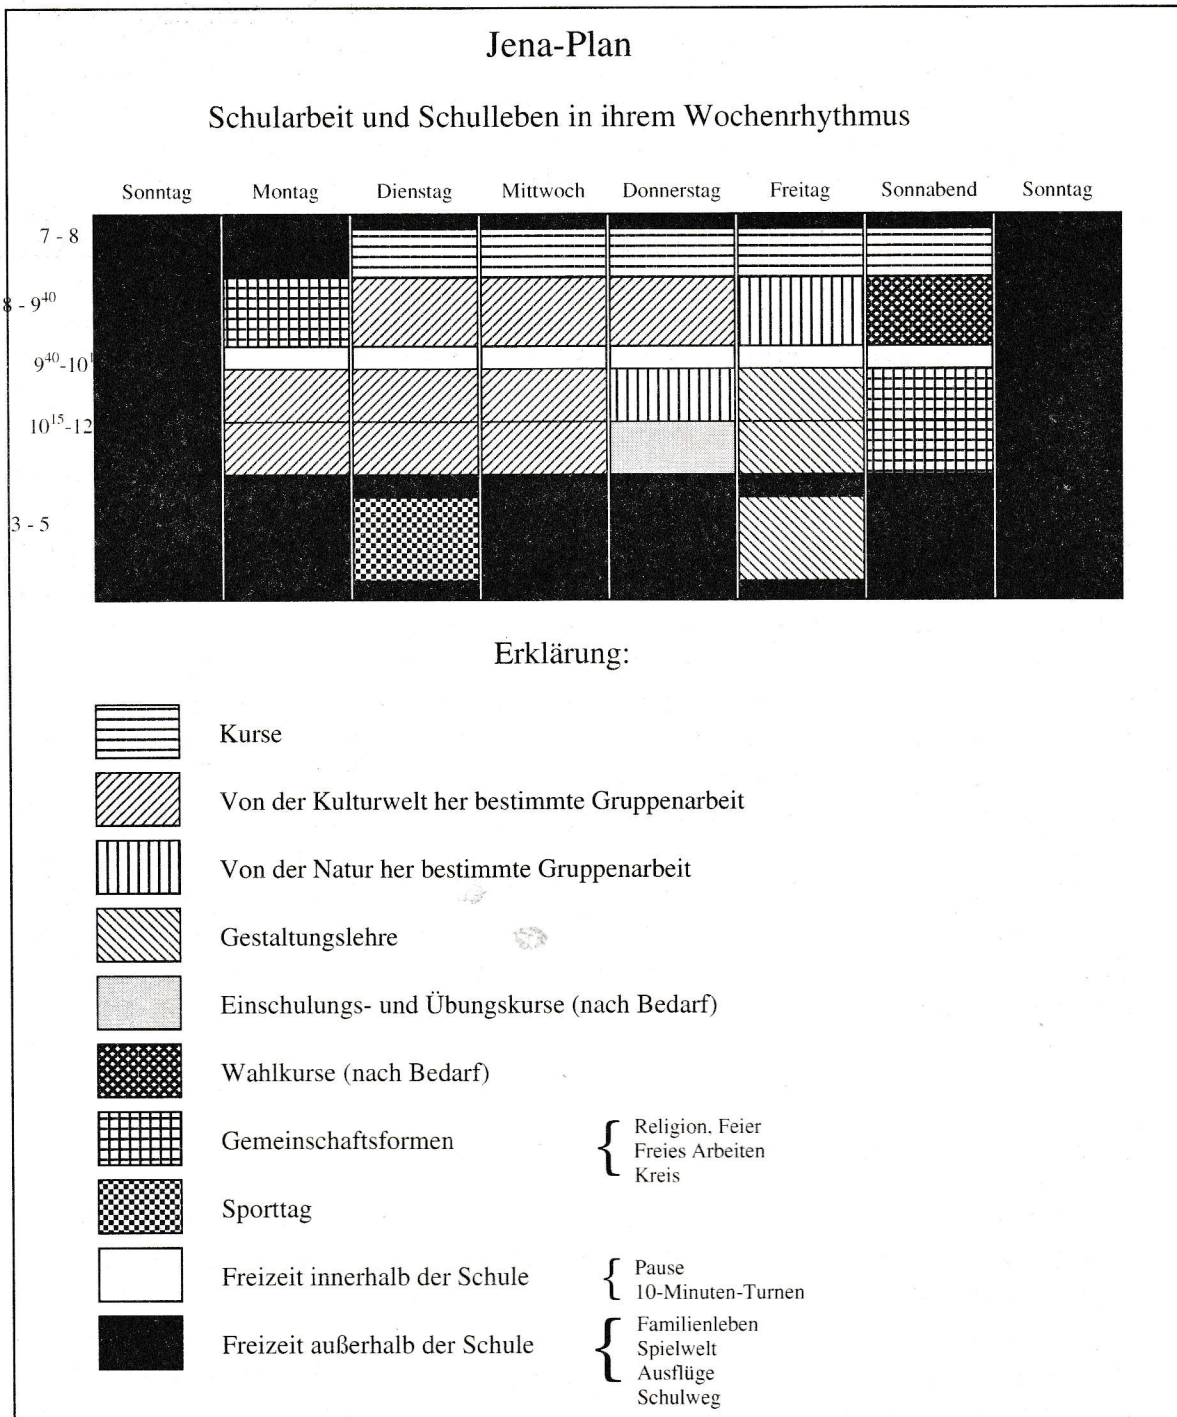 Jena-Plan
Schularbeit und Schulleben in ihrem Wochenrhythmus
Sonntag Montag Dienstag Mittwoch Donnerstag Freitag Sonnabend Sonntag
7 - 8
8 - 9⁴⁰
9⁴⁰-10¹
10¹⁵-12
3 - 5
Erklärung:
Kurse
Von der Kulturwelt her bestimmte Gruppenarbeit
Von der Natur her bestimmte Gruppenarbeit
Gestaltungslehre
Einschulungs- und Übungskurse (nach Bedarf)
Wahlkurse (nach Bedarf)
Gemeinschaftsformen
Religion, Feier
Freies Arbeiten
Kreis
Sporttag
Freizeit innerhalb der Schule
Pause
10-Minuten-Turnen
Freizeit außerhalb der Schule
Familienleben
Spielwelt
Ausflüge
Schulweg